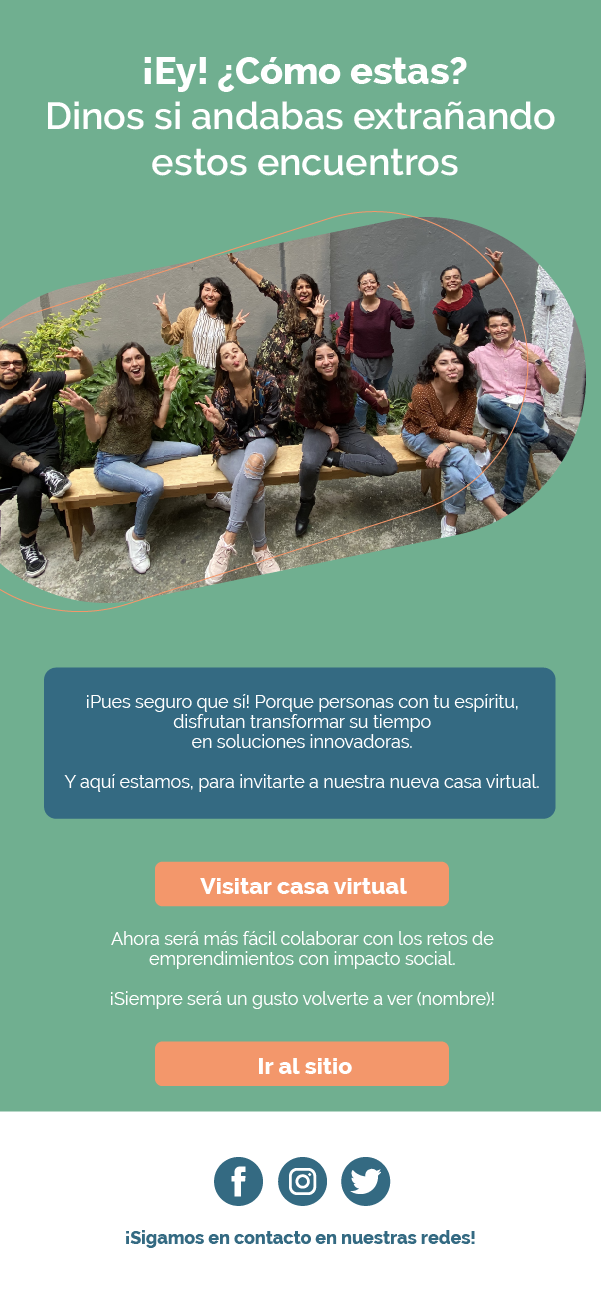 ¡Ey! ¿Cómo estas?
Dinos si andabas extrañando
estos encuentros
¡Pues seguro que sí! Porque personas con tu espíritu,
disfrutan transformar su tiempo
en soluciones innovadoras.
Y aquí estamos, para invitarte a nuestra nueva casa virtual.
Visitar casa virtual
Ahora será más fácil colaborar con los retos de
emprendimientos con impacto social.
¡Siempre será un gusto volverte a ver (nombre)!
Ir al sitio
¡Sigamos en contacto en nuestras redes!